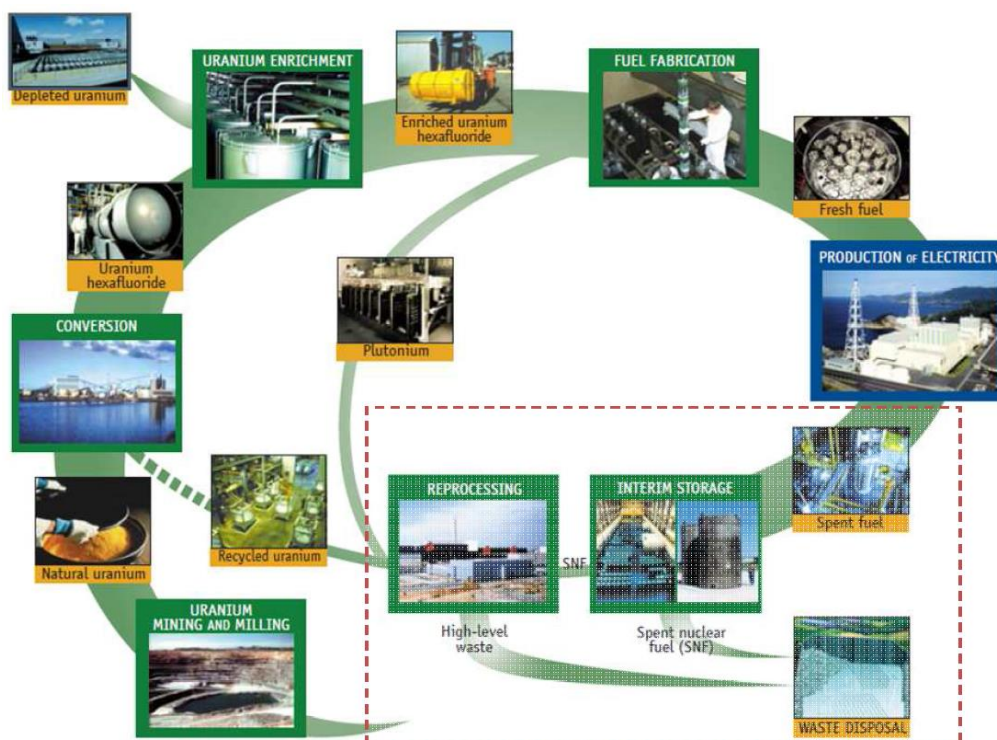 Depleted uranium
URANIUM ENRICHMENT
Enriched uranium
hexafluoride
FUEL FABRICATION
Fresh fuel
Uranium
hexafluoride
PRODUCTION OF ELECTRICITY
CONVERSION
Plutonium
Natural uranium
Recycled uranium
REPROCESSING
SNF
INTERIM STORAGE
Spent fuel
High-level
waste
Spent nuclear
fuel (SNF)
URANIUM
MINING AND MILLING
WASTE DISPOSAL